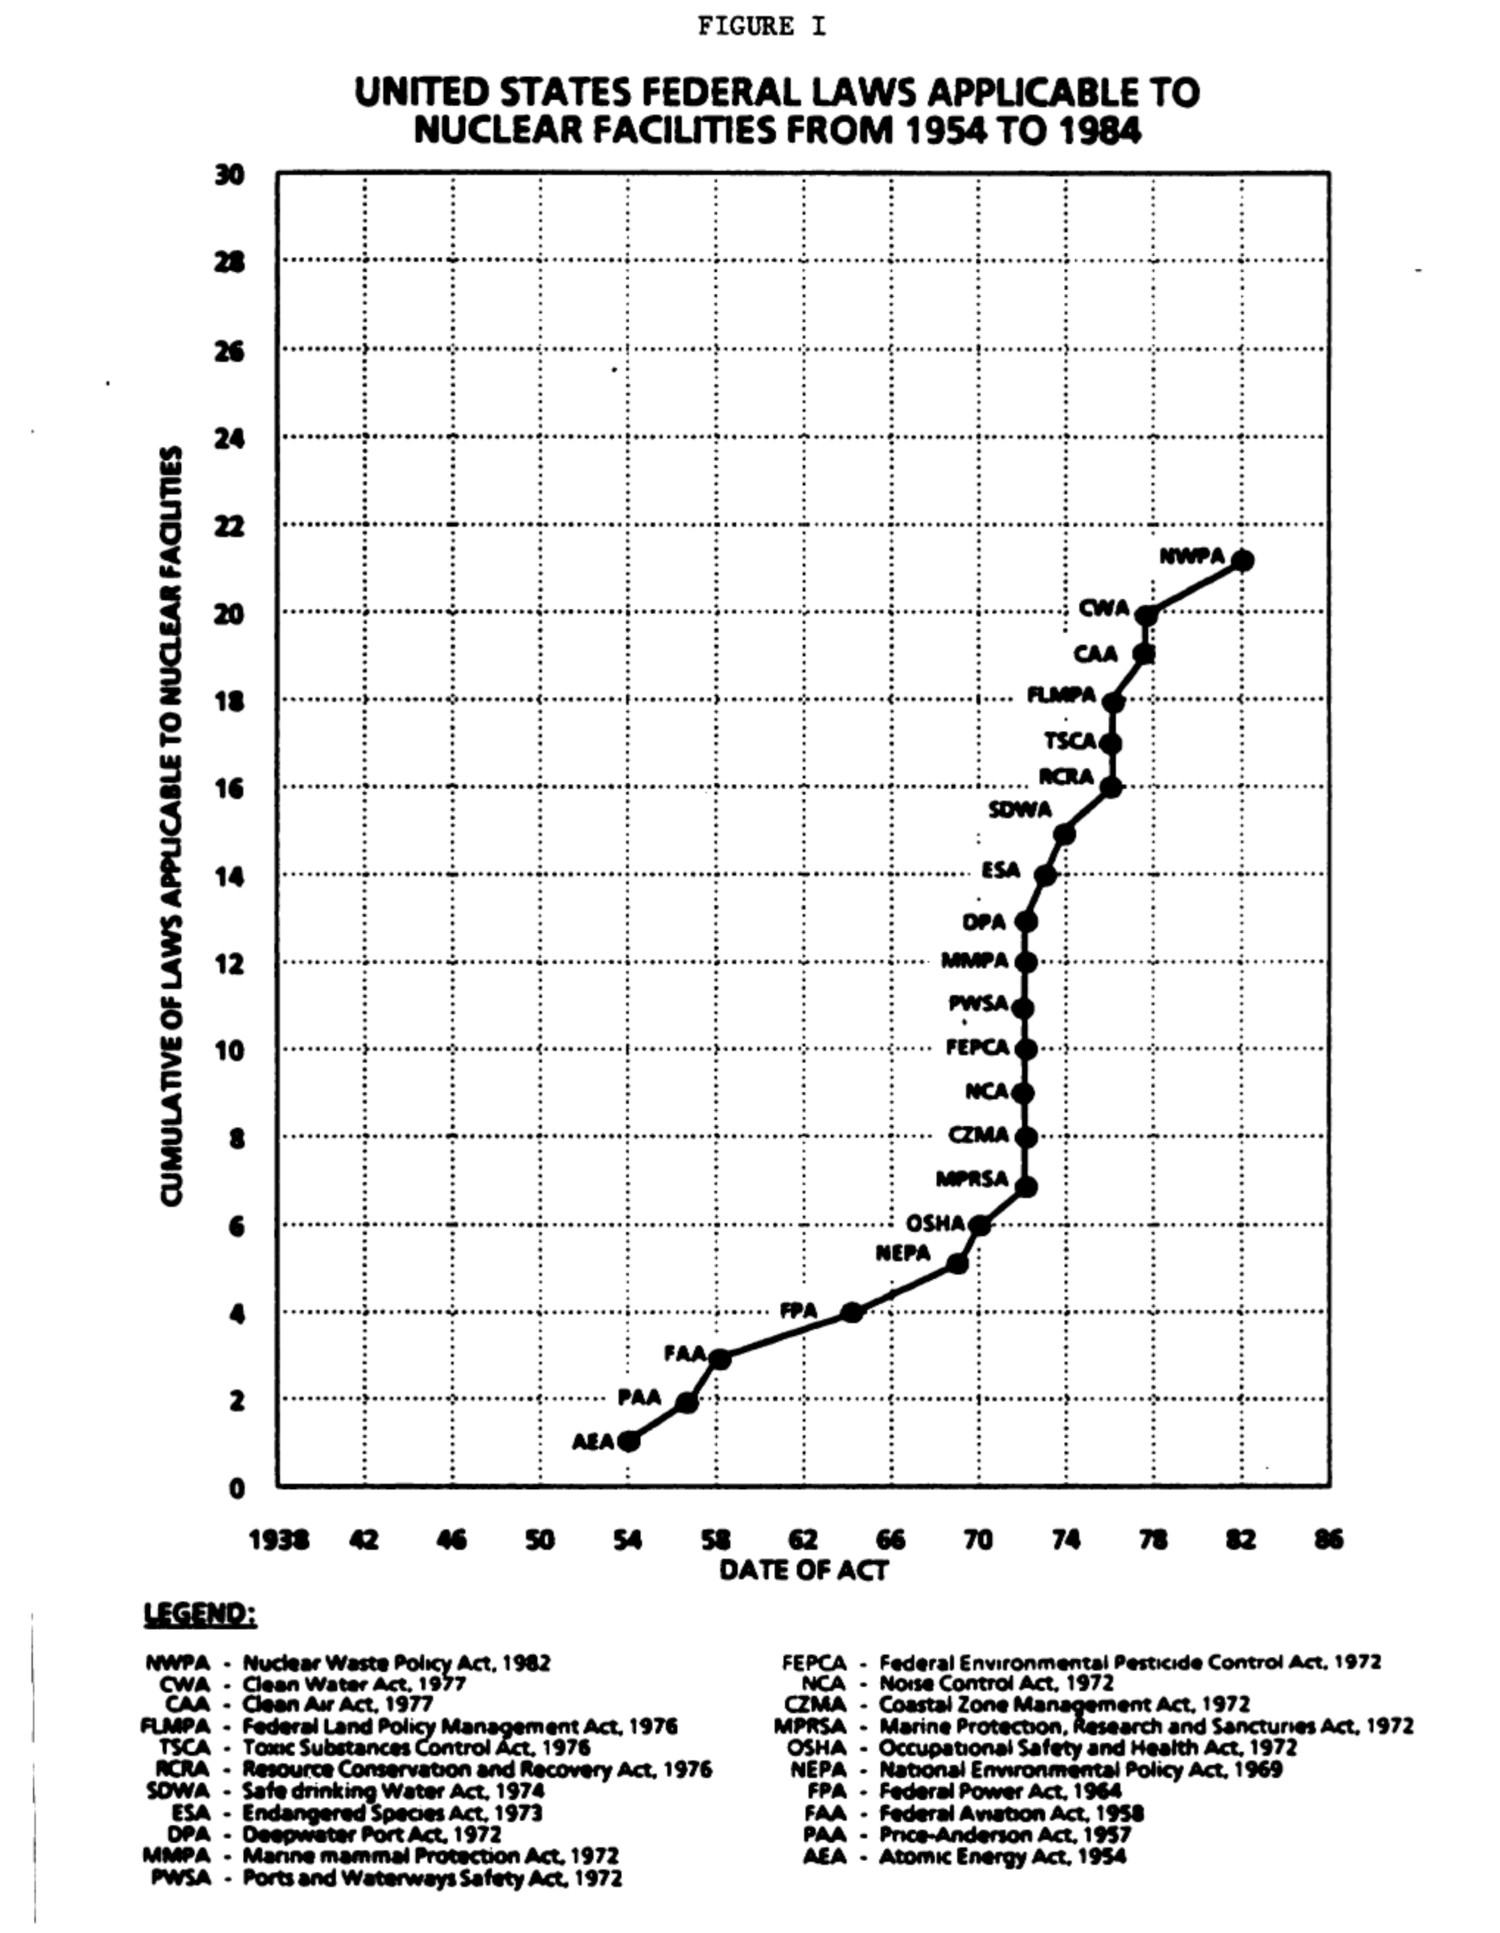 FIGURE I
UNITED STATES FEDERAL LAWS APPLICABLE TO
NUCLEAR FACILITIES FROM 1954 TO 1984
CUMULATIVE OF LAWS APPLICABLE TO NUCLEAR FACILITIES
30
28
26
24
22
20
18
16
14
12
10
8
6
4
2
0
NWPA
CWA
CAA
FLMPA
TSCA
RCRA
SDWA
ESA
DPA
MMPA
PWSA
FEPCA
NCA
CZMA
MPRSA
OSHA
NEPA
FPA
FAA
PAA
AEA
1938 42 46 50 54 58 62 66 70 74 78 82 86
DATE OF ACT
LEGEND:
NWPA - Nuclear Waste Policy Act, 1982
CWA - Clean Water Act, 1977
CAA - Clean Air Act, 1977
FLMPA - Federal Land Policy Management Act, 1976
TSCA - Toxic Substances Control Act, 1976
RCRA - Resource Conservation and Recovery Act, 1976
SDWA - Safe drinking Water Act, 1974
ESA - Endangered Species Act, 1973
DPA - Deepwater Port Act, 1972
MMPA - Marine mammal Protection Act, 1972
PWSA - Ports and Waterways Safety Act, 1972
FEPCA - Federal Environmental Pesticide Control Act, 1972
NCA - Noise Control Act, 1972
CZMA - Coastal Zone Management Act, 1972
MPRSA - Marine Protection, Research and Sancturies Act, 1972
OSHA - Occupational Safety and Health Act, 1972
NEPA - National Environmental Policy Act, 1969
FPA - Federal Power Act, 1964
FAA - Federal Aviation Act, 1958
PAA - Price-Anderson Act, 1957
AEA - Atomic Energy Act, 1954